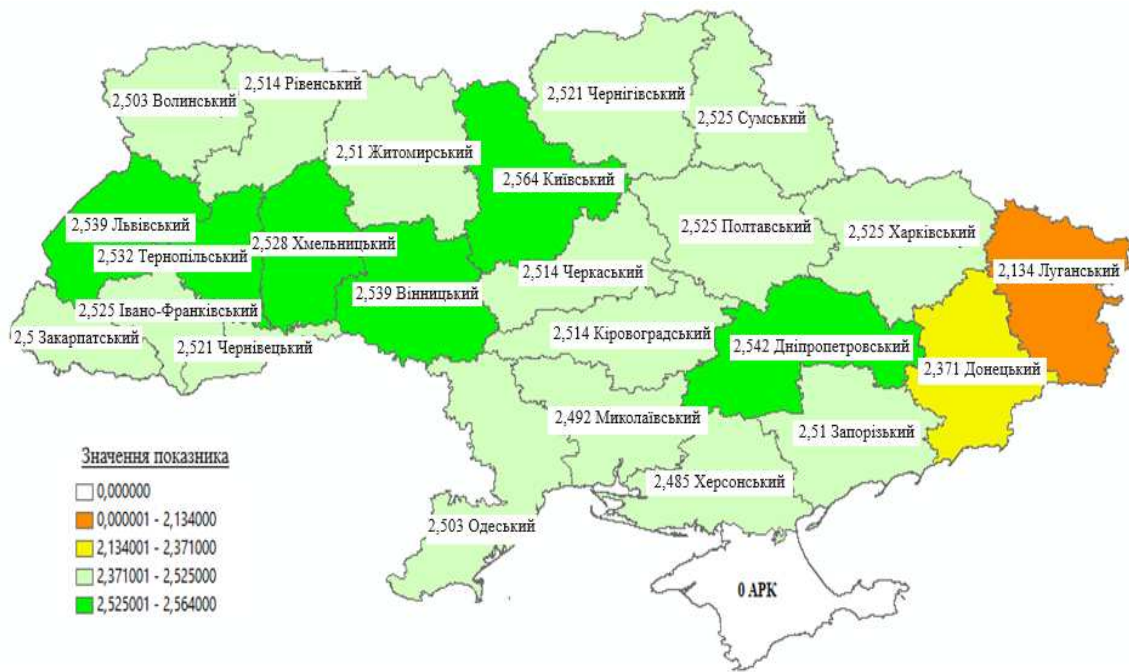 2,514 Рівенський
2,503 Волинський
2,521 Чернігівський
2,525 Сумський
2,51 Житомирський
2,564 Київський
2,539 Львівський
2,528 Хмельницький
2,532 Тернопільський
2,525 Полтавський
2,525 Харківський
2,514 Черкаський
2,134 Луганський
2,539 Вінницький
2,525 Івано-Франківський
2,5 Закарпатський
2,521 Чернівецький
2,514 Кіровоградський
2,542 Дніпропетровський
2,371 Донецький
2,492 Миколаївський
2,51 Запорізький
2,485 Херсонський
2,503 Одеський
0 АРК
Значення показника
0,000000
0,000001 - 2,134000
2,134001 - 2,371000
2,371001 - 2,525000
2,525001 - 2,564000